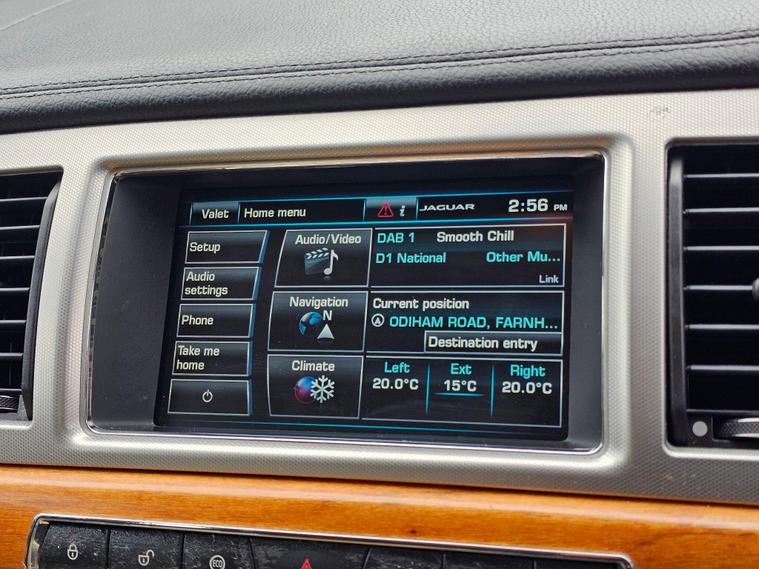 Valet Home menu i JAGUAR 2:56 PM
Setup
Audio
settings
Phone
Take me
home
Audio/Video
Navigation
N
Climate
DAB 1 Smooth Chill
D1 National Other Mu...
Link
Current position
ODIHAM ROAD, FARNH...
Destination entry
Left Ext Right
20.0°C 15°C 20.0°C
ECO